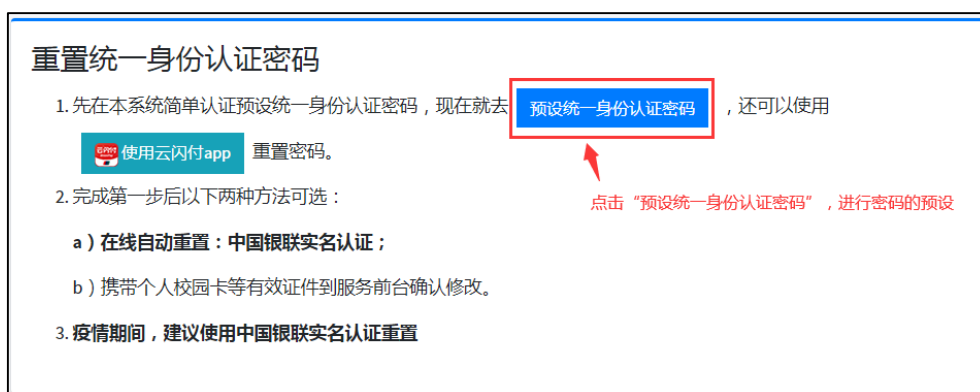 重置统一身份认证密码
1. 先在本系统简单认证预设统一身份认证密码，现在就去 预设统一身份认证密码 ，还可以使用
使用云闪付app 重置密码。
2. 完成第一步后以下两种方法可选：
点击“预设统一身份认证密码”，进行密码的预设
a）在线自动重置：中国银联实名认证；
b）携带个人校园卡等有效证件到服务前台确认修改。
3. 疫情期间，建议使用中国银联实名认证重置